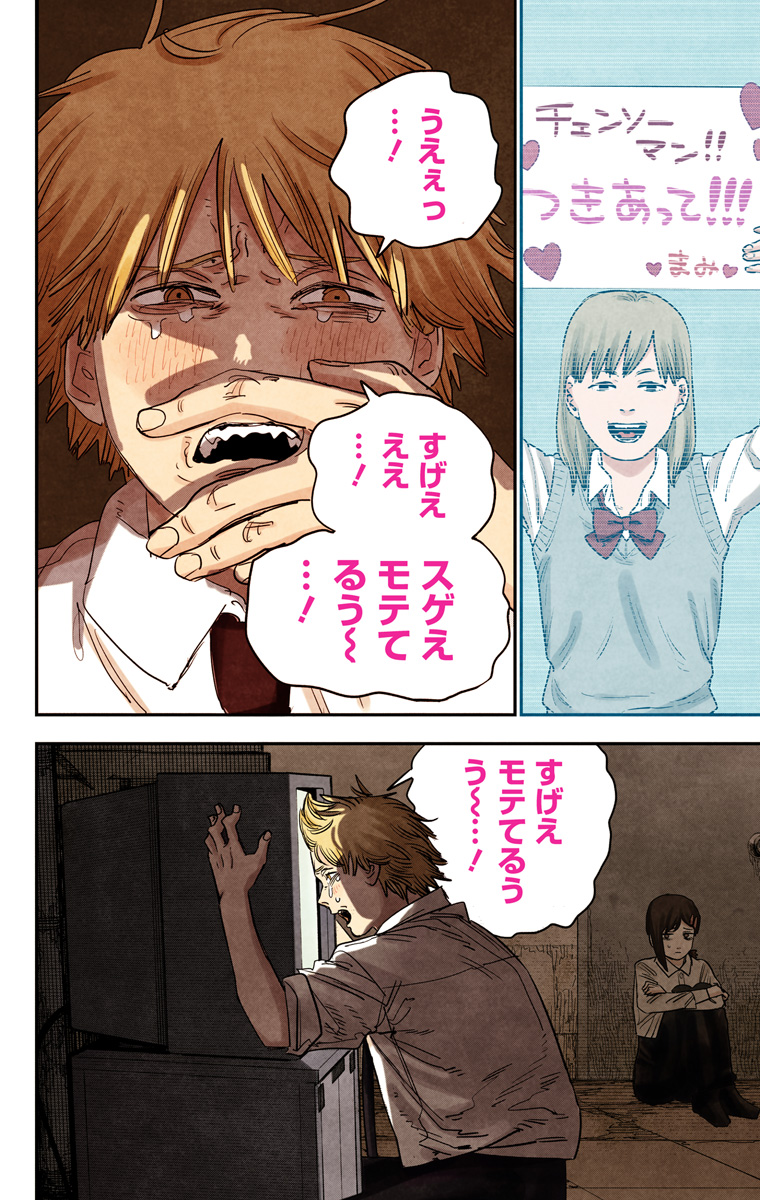 チェンソー
マン!!
つきあって!!!
まみ
うえぇっ
…!
すげえ
ええ
…!
スゲえ
モテて
るぅ〜
…!
すげえ
モテてるぅ
う〜…!